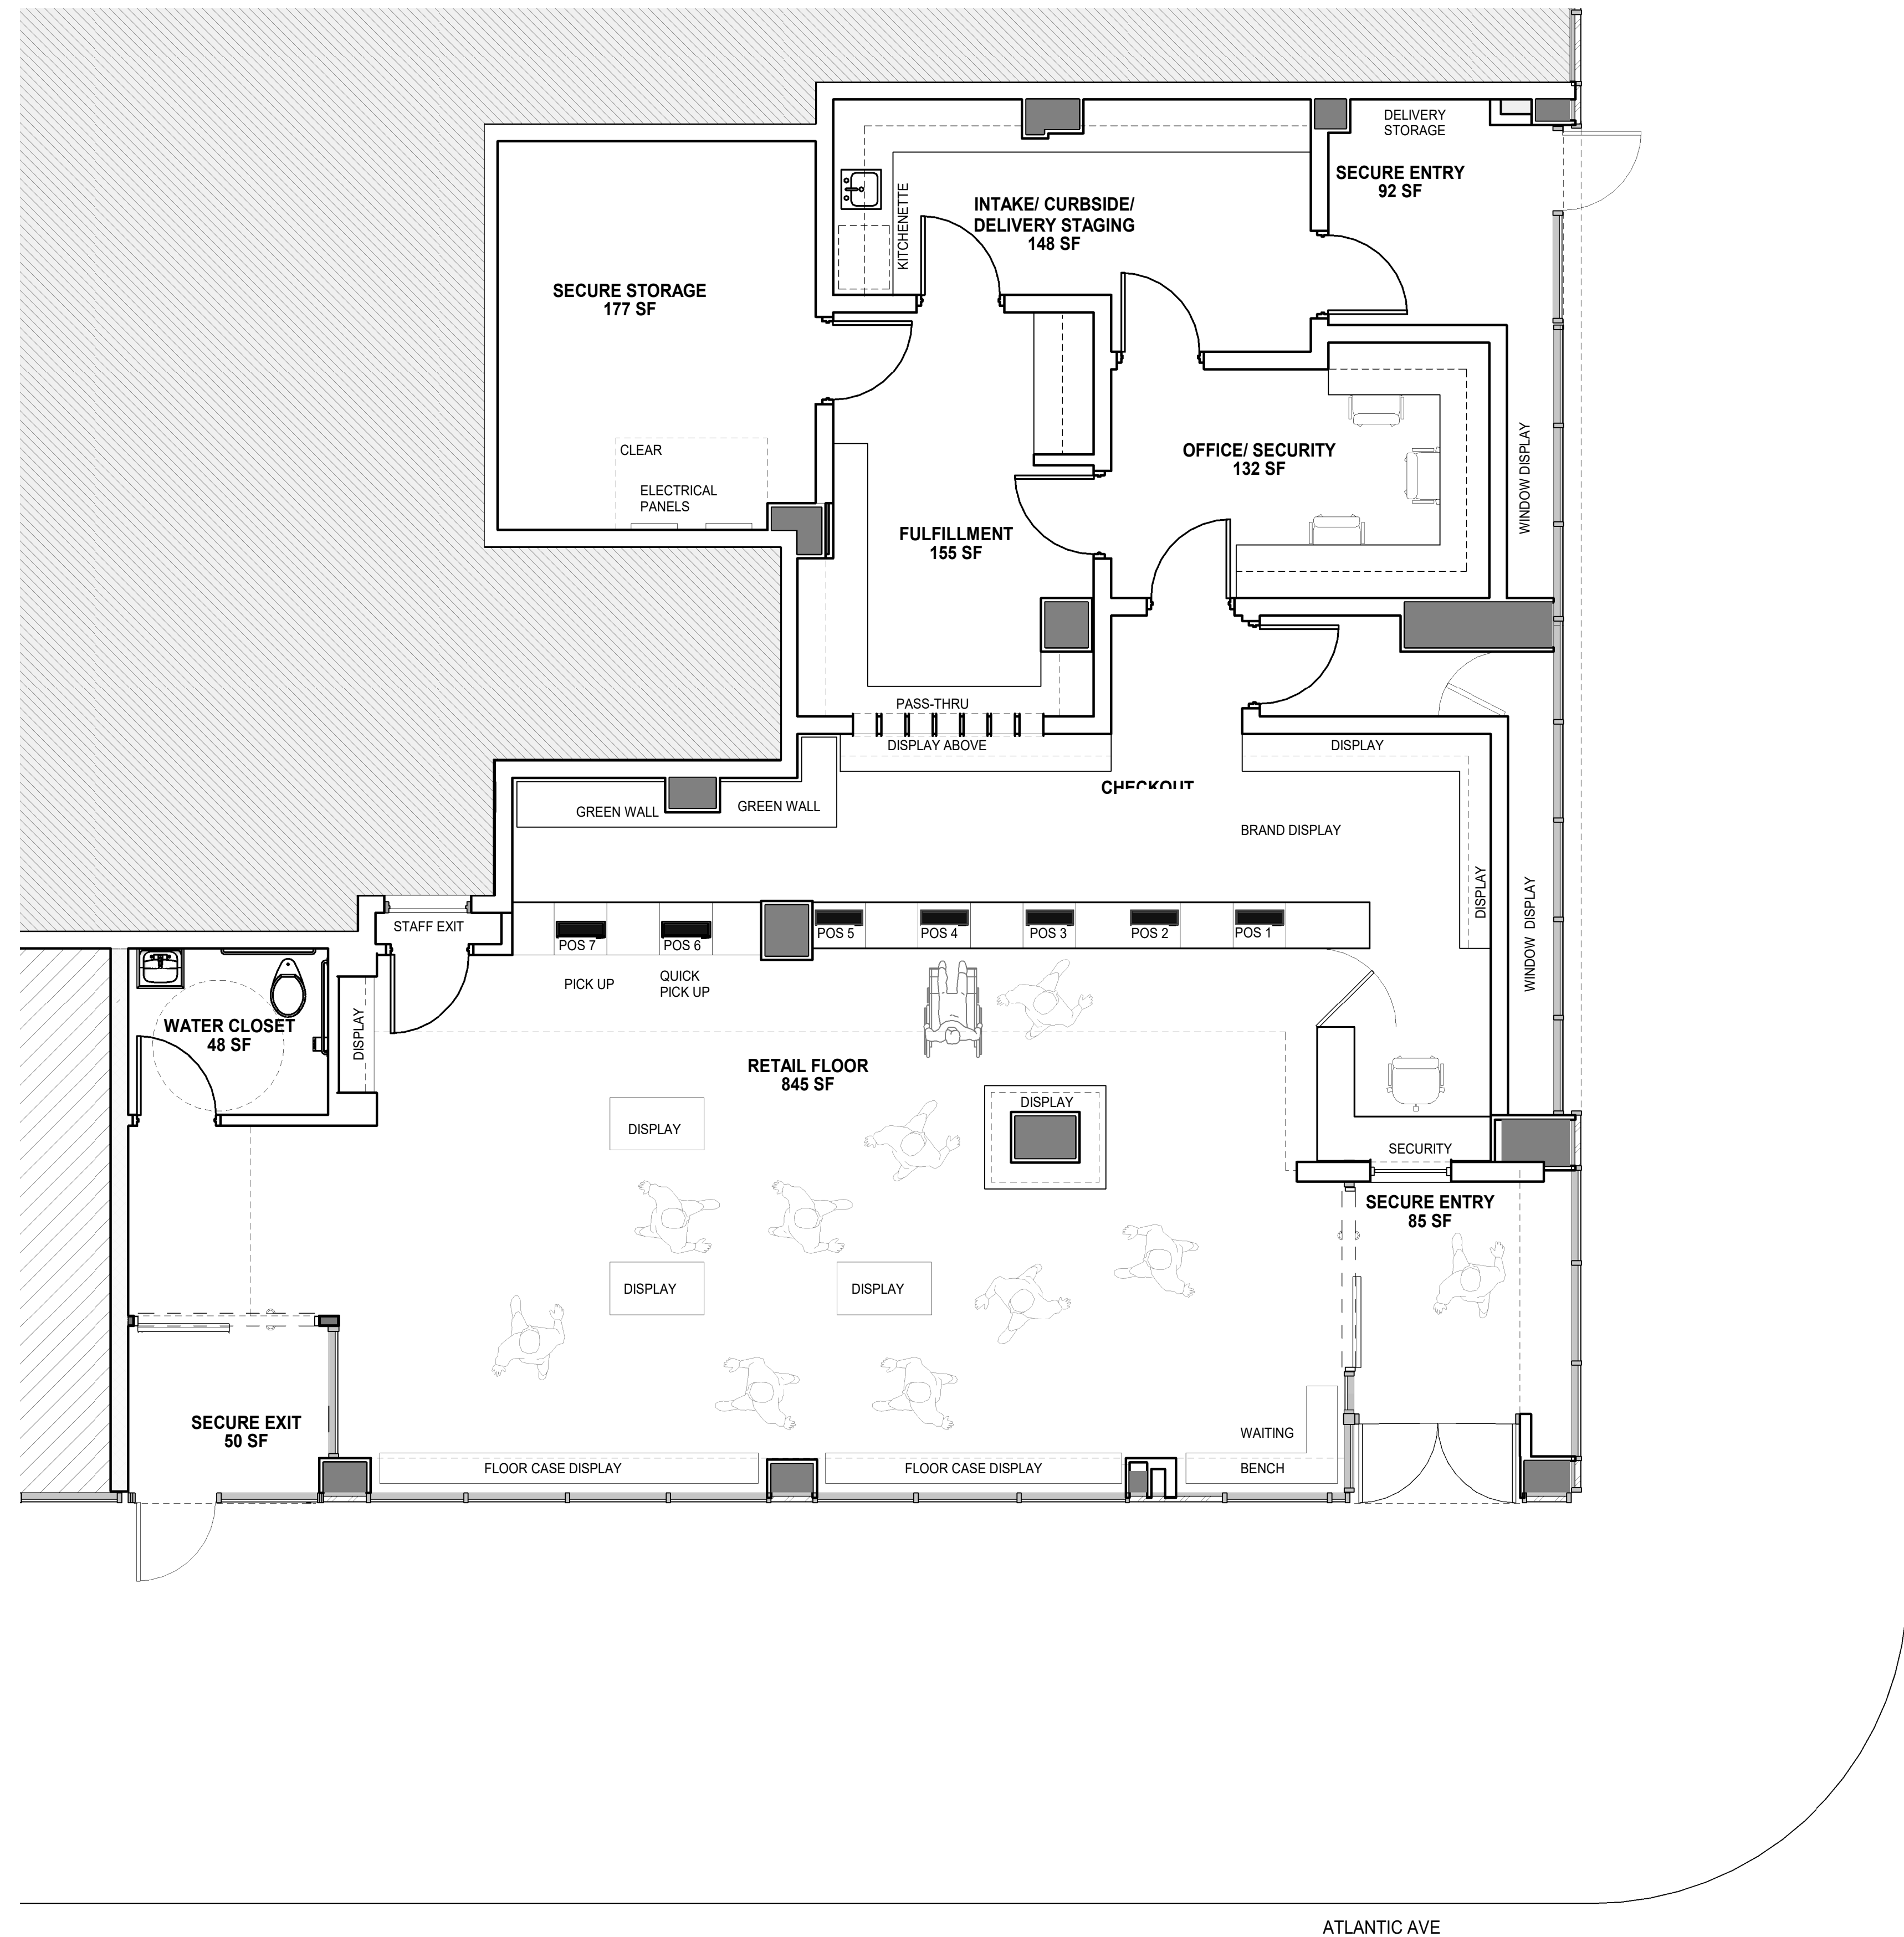 DELIVERY
STORAGE
SECURE ENTRY
92 SF
INTAKE/ CURBSIDE/
DELIVERY STAGING
148 SF
KITCHENETTE
SECURE STORAGE
177 SF
CLEAR
ELECTRICAL
PANELS
OFFICE/ SECURITY
132 SF
WINDOW DISPLAY
FULFILLMENT
155 SF
PASS-THRU
DISPLAY ABOVE
DISPLAY
CHECKOUT
GREEN WALL
GREEN WALL
BRAND DISPLAY
DISPLAY
WINDOW DISPLAY
STAFF EXIT
POS 7
POS 6
POS 5
POS 4
POS 3
POS 2
POS 1
PICK UP
QUICK
PICK UP
WATER CLOSET
48 SF
DISPLAY
RETAIL FLOOR
845 SF
DISPLAY
DISPLAY
SECURITY
SECURE ENTRY
85 SF
DISPLAY
DISPLAY
SECURE EXIT
50 SF
WAITING
FLOOR CASE DISPLAY
FLOOR CASE DISPLAY
BENCH
ATLANTIC AVE